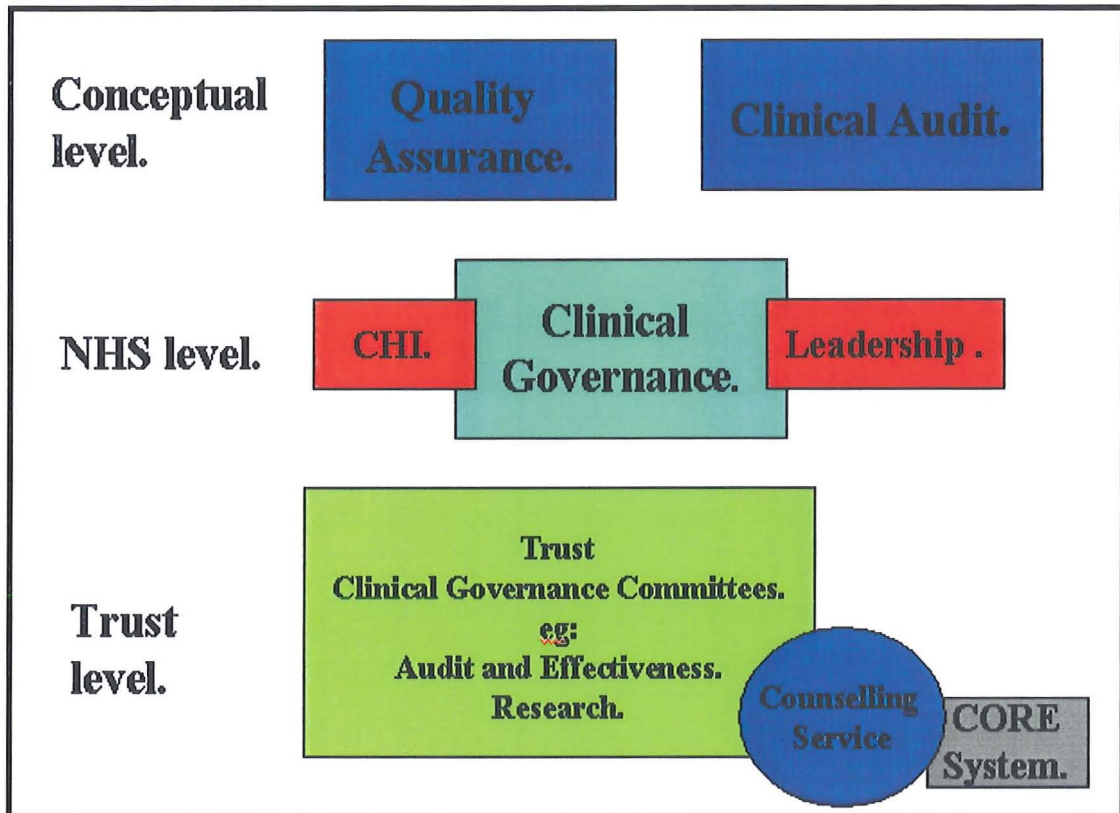 Conceptual
level.
Quality
Assurance.
Clinical Audit.
NHS level.
CHI.
Clinical
Governance.
Leadership .
Trust
level.
Trust
Clinical Governance Committees.
eg:
Audit and Effectiveness.
Research.
Counselling
Service
CORE
System.